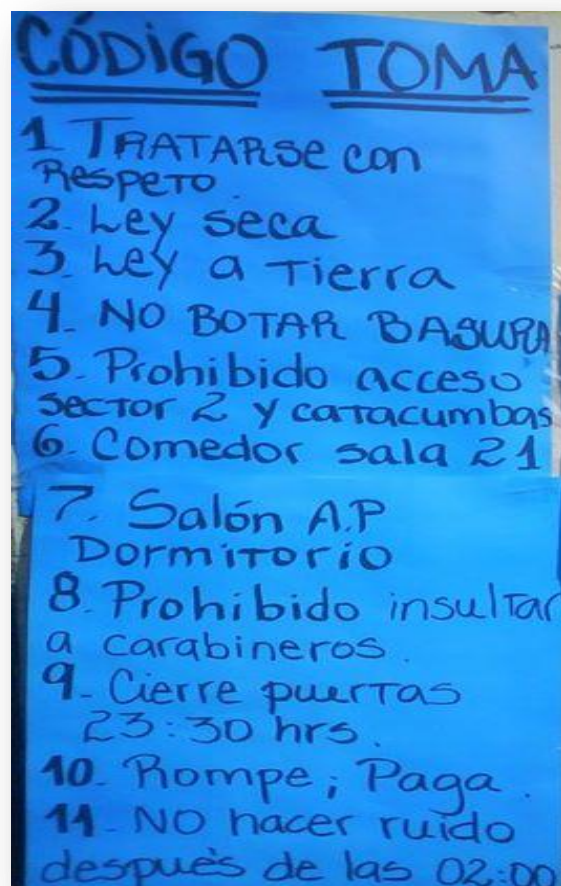 CÓDIGO TOMA
1 TRATARSE con
RespeTO.
2. Ley seca
3. Ley a Tierra
4. NO BOTAR BASURA
5. Prohibido acceso
secTor 2 y caTacumbas
6. Comedor sala 21
7. Salón A.P
DormiTorio
8. Prohibido insulTar
a carabineros.
9- Cierre puerTas
23:30 hrs.
10- Rompe; Paga.
11- NO hacer ruido
después de las 02:00